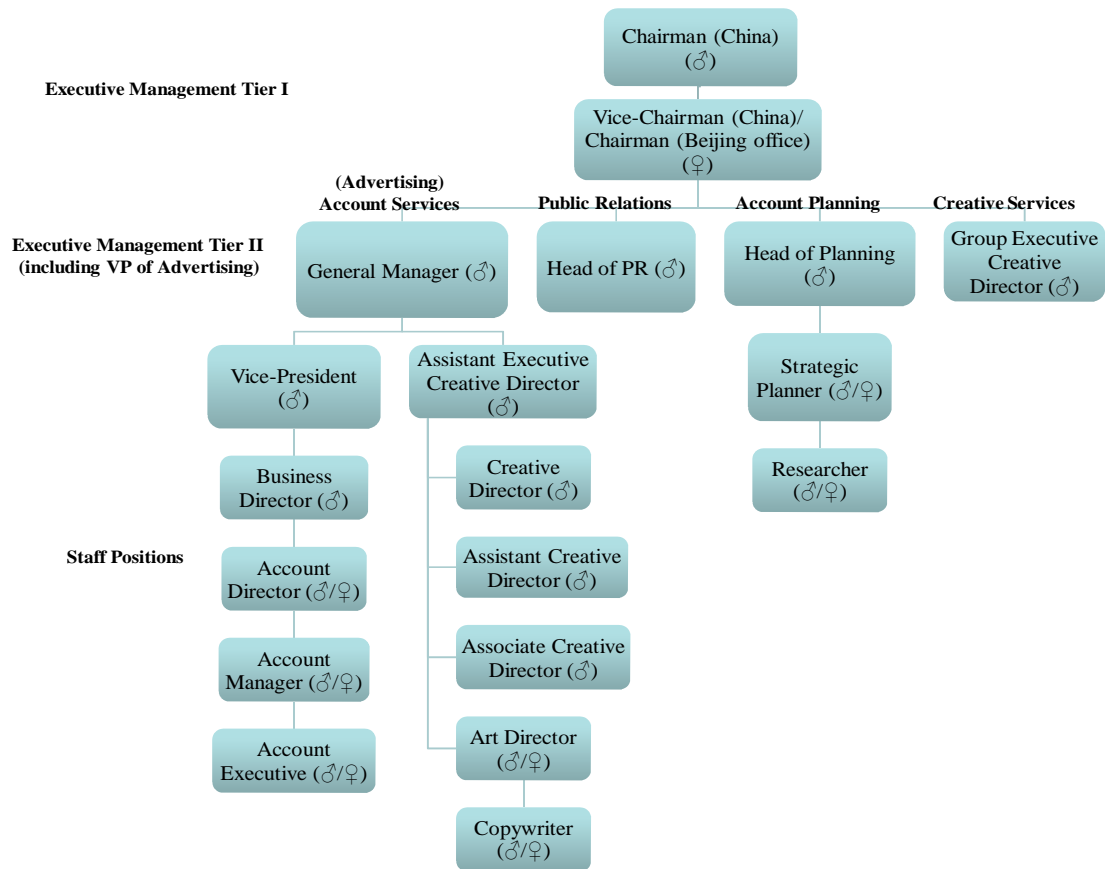 Chairman (China)
(♂)
Executive Management Tier I
Vice-Chairman (China)/
Chairman (Beijing office)
(♀)
(Advertising)
Account Services
Public Relations
Account Planning
Creative Services
Executive Management Tier II
(including VP of Advertising)
General Manager (♂)
Head of PR (♂)
Head of Planning
(♂)
Group Executive
Creative
Director (♂)
Vice-President
(♂)
Assistant Executive
Creative Director
(♂)
Strategic
Planner (♂/♀)
Business
Director (♂)
Creative
Director (♂)
Researcher
(♂/♀)
Staff Positions
Account
Director (♂/♀)
Assistant Creative
Director (♂)
Account
Manager (♂/♀)
Associate Creative
Director (♂)
Account
Executive (♂/♀)
Art Director
(♂/♀)
Copywriter
(♂/♀)